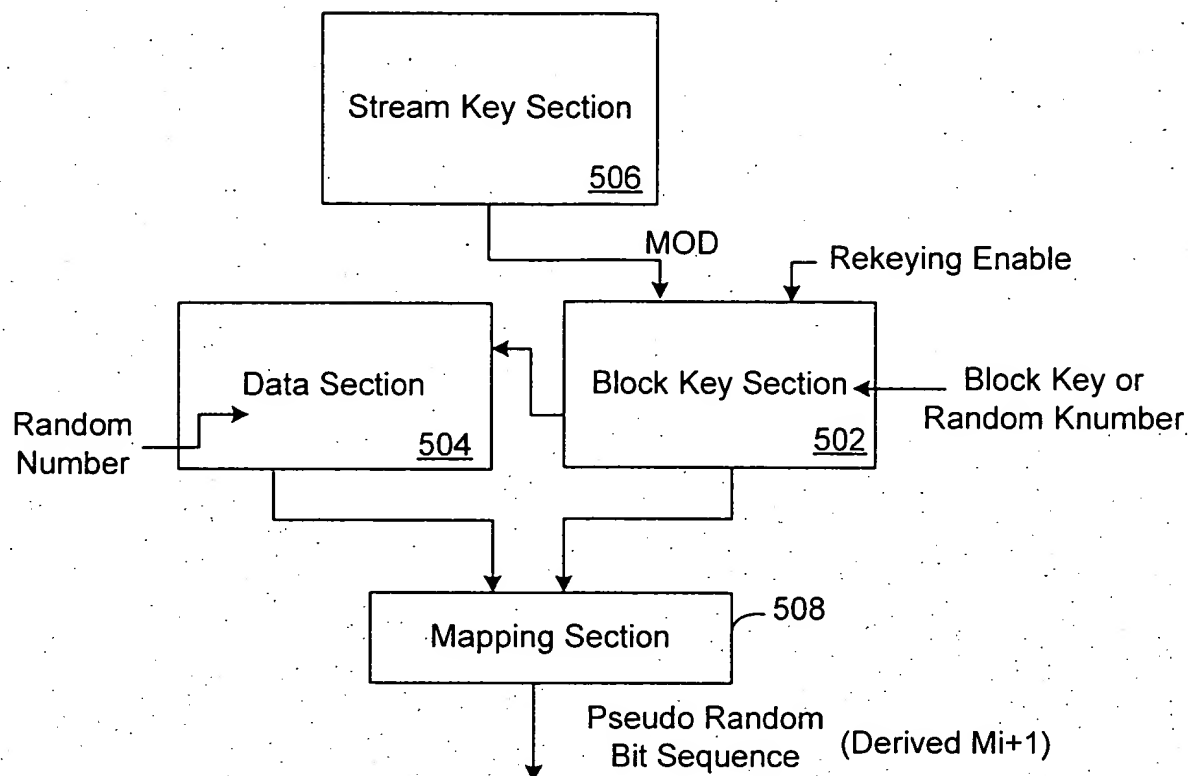 Stream Key Section
506
MOD
Rekeying Enable
Data Section
504
Block Key Section
502
Block Key or
Random Knumber
Random
Number
Mapping Section
508
Pseudo Random
Bit Sequence
(Derived Mi+1)